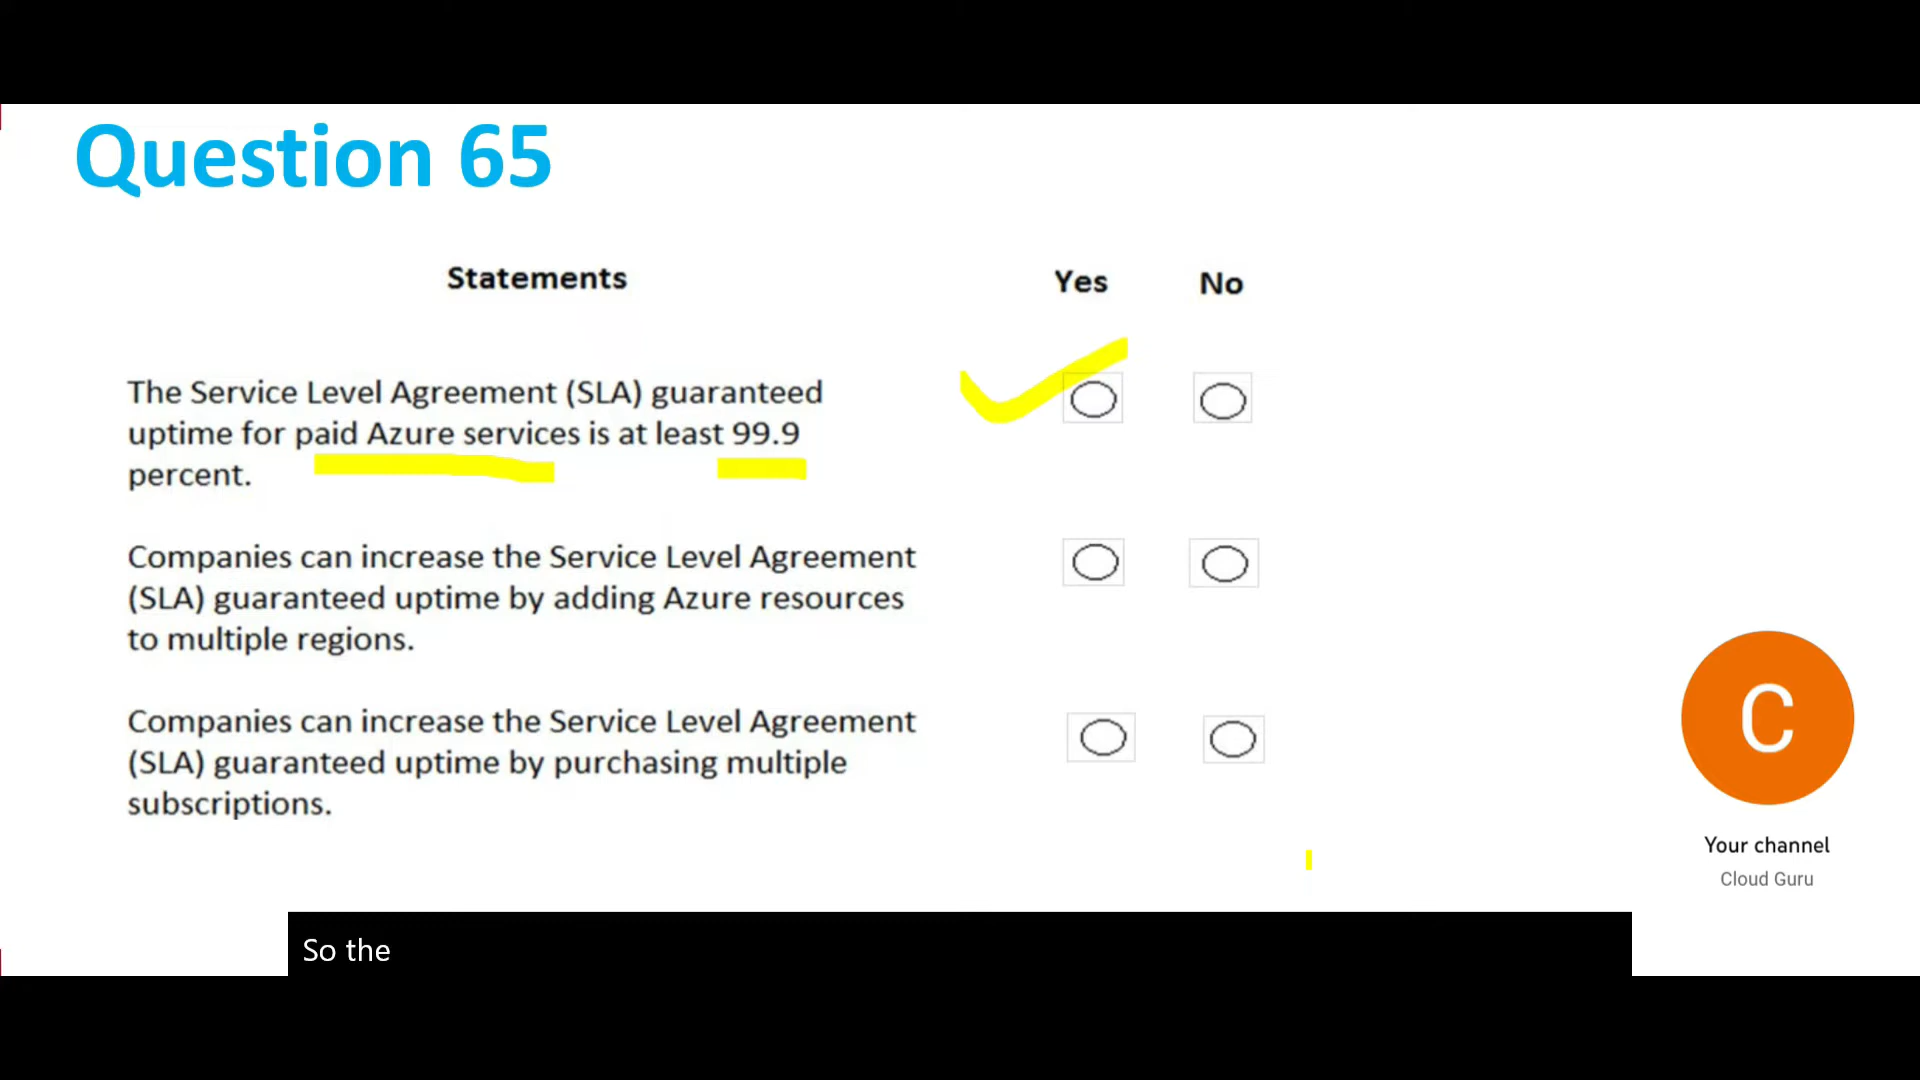 Question 65
Statements
Yes
No
The Service Level Agreement (SLA) guaranteed
uptime for paid Azure services is at least 99.9
percent.
Companies can increase the Service Level Agreement
(SLA) guaranteed uptime by adding Azure resources
to multiple regions.
Companies can increase the Service Level Agreement
(SLA) guaranteed uptime by purchasing multiple
subscriptions.
C
Your channel
Cloud Guru
So the